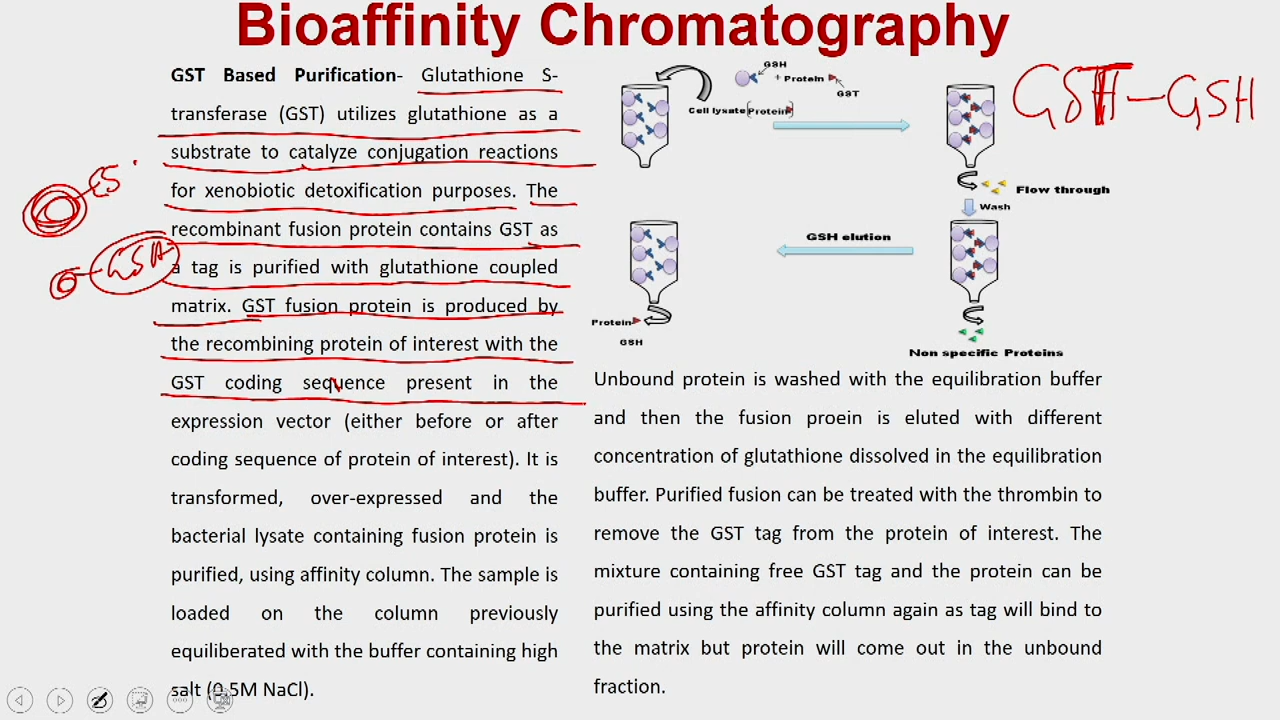 Bioaffinity Chromatography
GST Based Purification- Glutathione S-
transferase (GST) utilizes glutathione as a
substrate to catalyze conjugation reactions
for xenobiotic detoxification purposes. The
recombinant fusion protein contains GST as
a tag is purified with glutathione coupled
matrix. GST fusion protein is produced by
the recombining protein of interest with the
GST coding sequence present in the
expression vector (either before or after
coding sequence of protein of interest). It is
transformed, over-expressed and the
bacterial lysate containing fusion protein is
purified, using affinity column. The sample is
loaded on the column previously
equiliberated with the buffer containing high
salt (0.5M NaCl).
GSH
+ Protein
GST
Cell lysate (Protein )
GST-GSH
Flow through
Wash
GSH elution
Protein
GSH
Non specific Proteins
Unbound protein is washed with the equilibration buffer
and then the fusion proein is eluted with different
concentration of glutathione dissolved in the equilibration
buffer. Purified fusion can be treated with the thrombin to
remove the GST tag from the protein of interest. The
mixture containing free GST tag and the protein can be
purified using the affinity column again as tag will bind to
the matrix but protein will come out in the unbound
fraction.